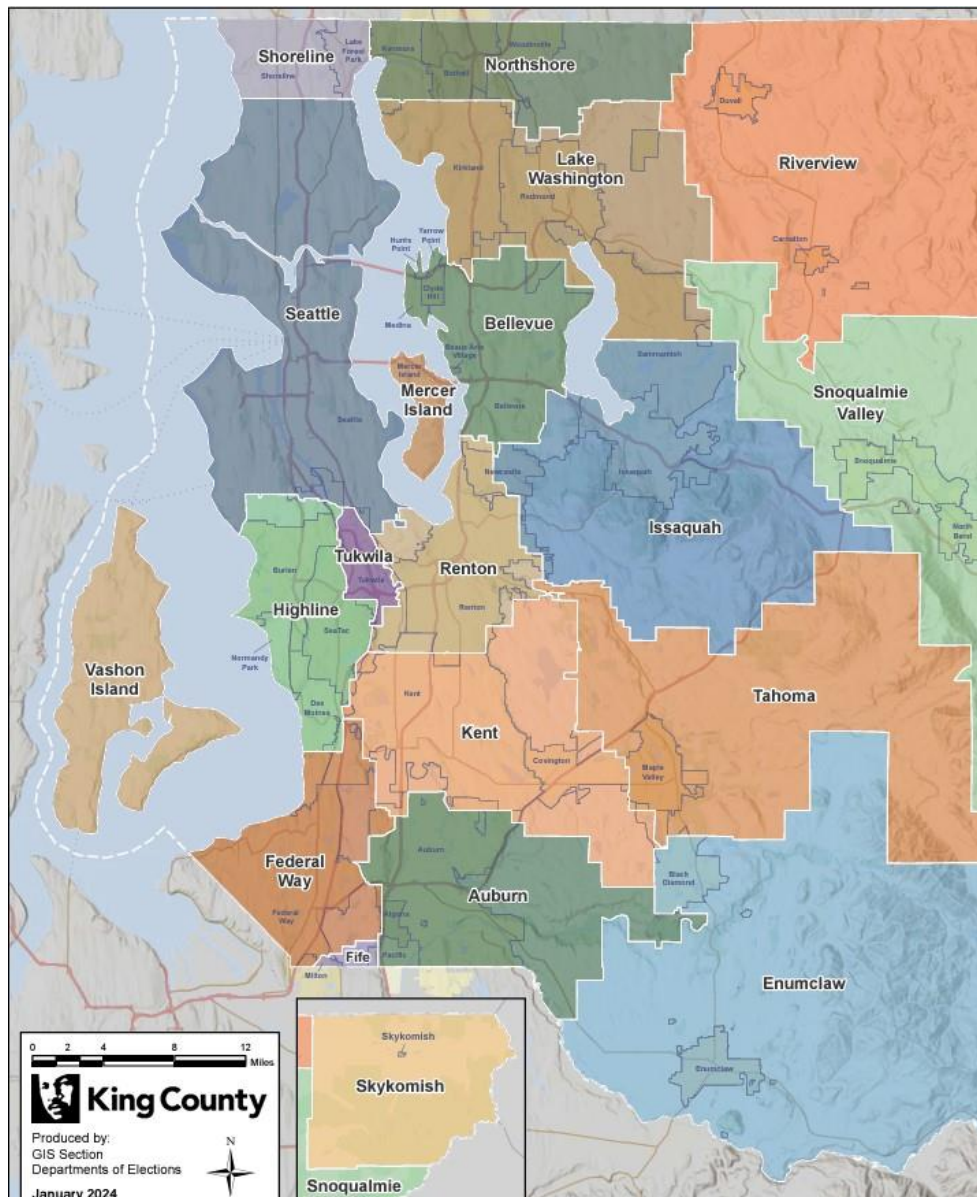 Shoreline
Lake
Forest
Park
Shoreline
Kenmore
Woodinville
Bothell
Northshore
Duvall
Riverview
Lake
Washington
Kirkland
Redmond
Carnation
Hunts
Point
Yarrow
Point
Clyde
Hill
Medina
Seattle
Bellevue
Beaux Arts
Village
Sammamish
Mercer
Island
Mercer
Island
Snoqualmie
Valley
Seattle
Bellevue
Newcastle
Issaquah
Snoqualmie
North
Bend
Issaquah
Tukwila
Tukwila
Renton
Renton
Burien
Highline
SeaTac
Normandy
Park
Des
Moines
Vashon
Island
Kent
Kent
Covington
Tahoma
Maple
Valley
Federal
Way
Federal
Way
Auburn
Auburn
Algona
Pacific
Black
Diamond
Fife
Milton
Enumclaw
Enumclaw
Skykomish
Skykomish
Snoqualmie
0 2 4 8 12
Miles
King County
Produced by:
GIS Section
Departments of Elections
N
January 2024